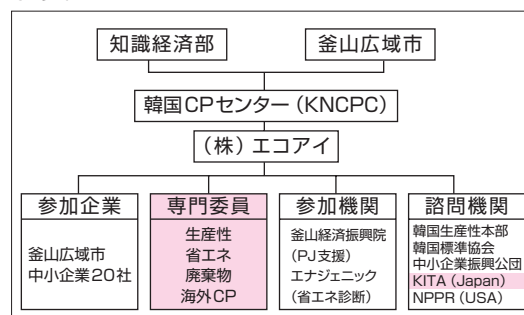 知識経済部
釜山広域市
韓国CPセンター（KNCPC）
（株）エコアイ
参加企業
釜山広域市
中小企業20社
専門委員
生産性
省エネ
廃棄物
海外CP
参加機関
釜山経済振興院
（PJ支援）
エナジェニック
（省エネ診断）
諮問機関
韓国生産性本部
韓国標準協会
中小企業振興公団
KITA（Japan）
NPPR（USA）